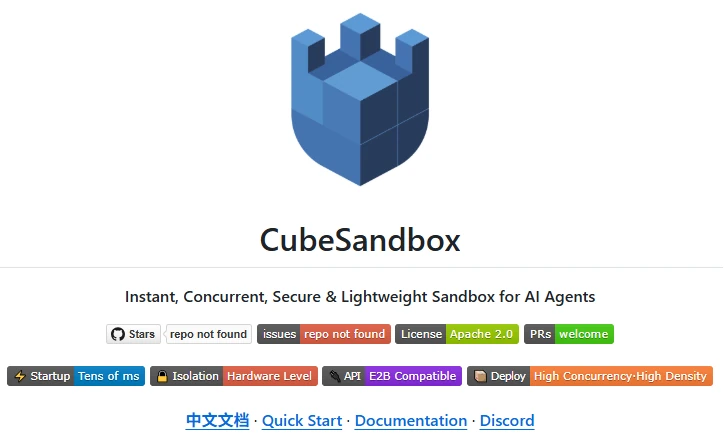 CubeSandbox
Instant, Concurrent, Secure & Lightweight Sandbox for AI Agents
Stars repo not found issues repo not found License Apache 2.0 PRs welcome
Startup Tens of ms Isolation Hardware Level API E2B Compatible Deploy High Concurrency·High Density
中文文档 · Quick Start · Documentation · Discord